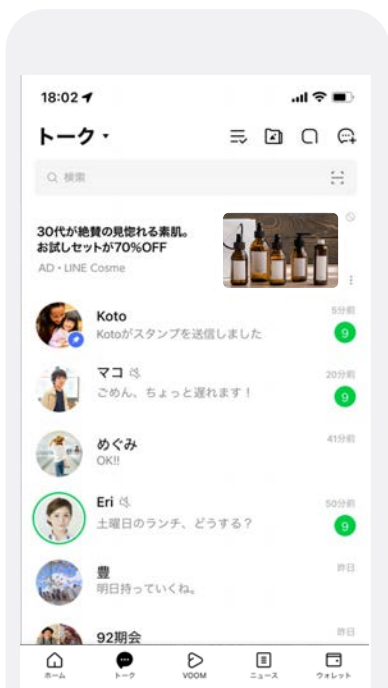 18:02
トーク
検索
30代が絶賛の見惚れる素肌。
お試しセットが70%OFF
AD・LINE Cosme
Koto
5分前
Kotoがスタンプを送信しました
9
マコ
20分前
ごめん、ちょっと遅れます！
9
めぐみ
41分前
OK!!
Eri
50分前
土曜日のランチ、どうする？
9
豊
昨日
明日持っていくね。
92期会
昨日
ホーム
トーク
VOOM
ニュース
ウォレット